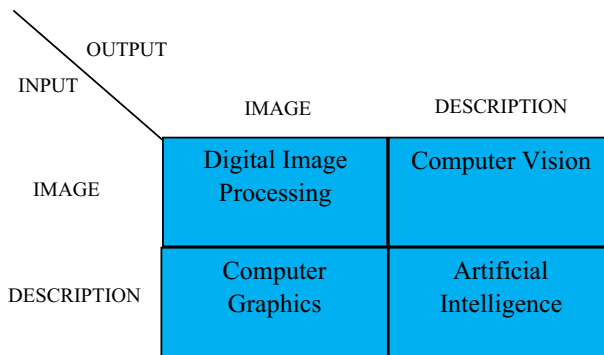 OUTPUT
INPUT
IMAGE DESCRIPTION
IMAGE
Digital Image
Processing
Computer Vision
DESCRIPTION
Computer
Graphics
Artificial
Intelligence